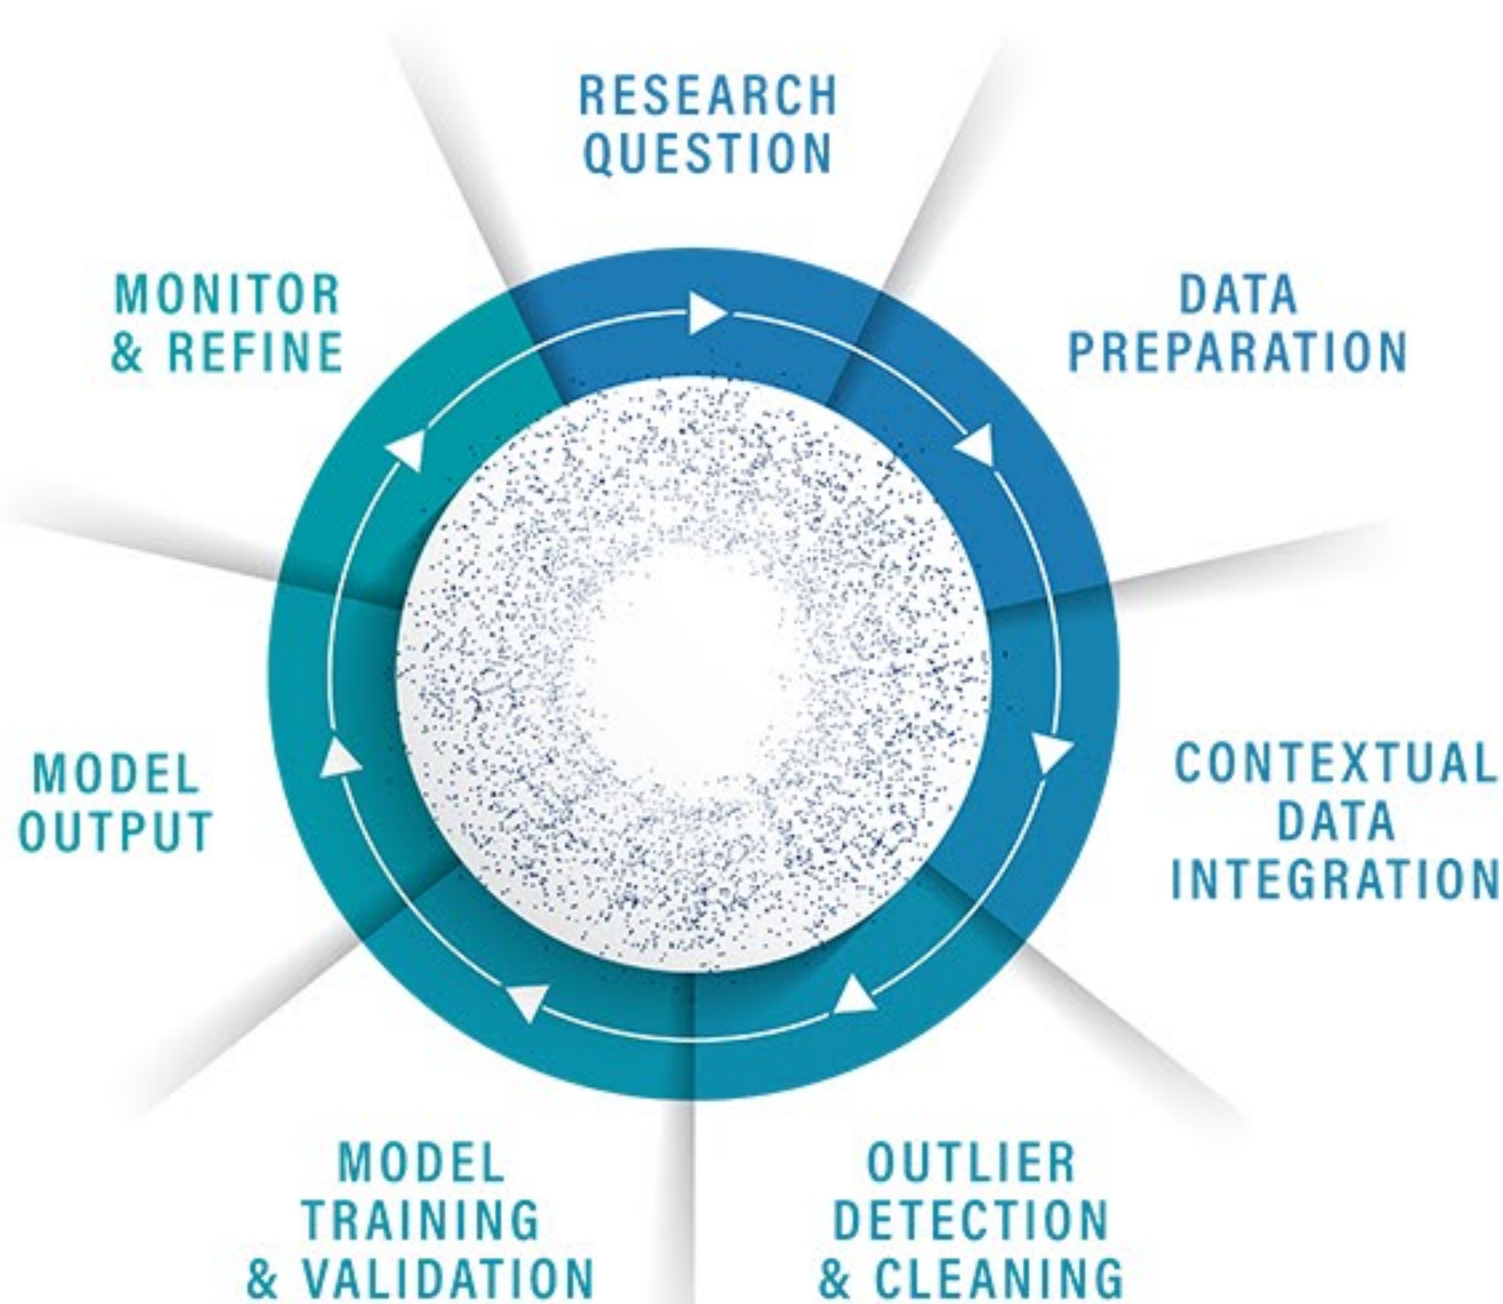 RESEARCH
QUESTION
DATA
PREPARATION
CONTEXTUAL
DATA
INTEGRATION
OUTLIER
DETECTION
& CLEANING
MODEL
TRAINING
& VALIDATION
MODEL
OUTPUT
MONITOR
& REFINE